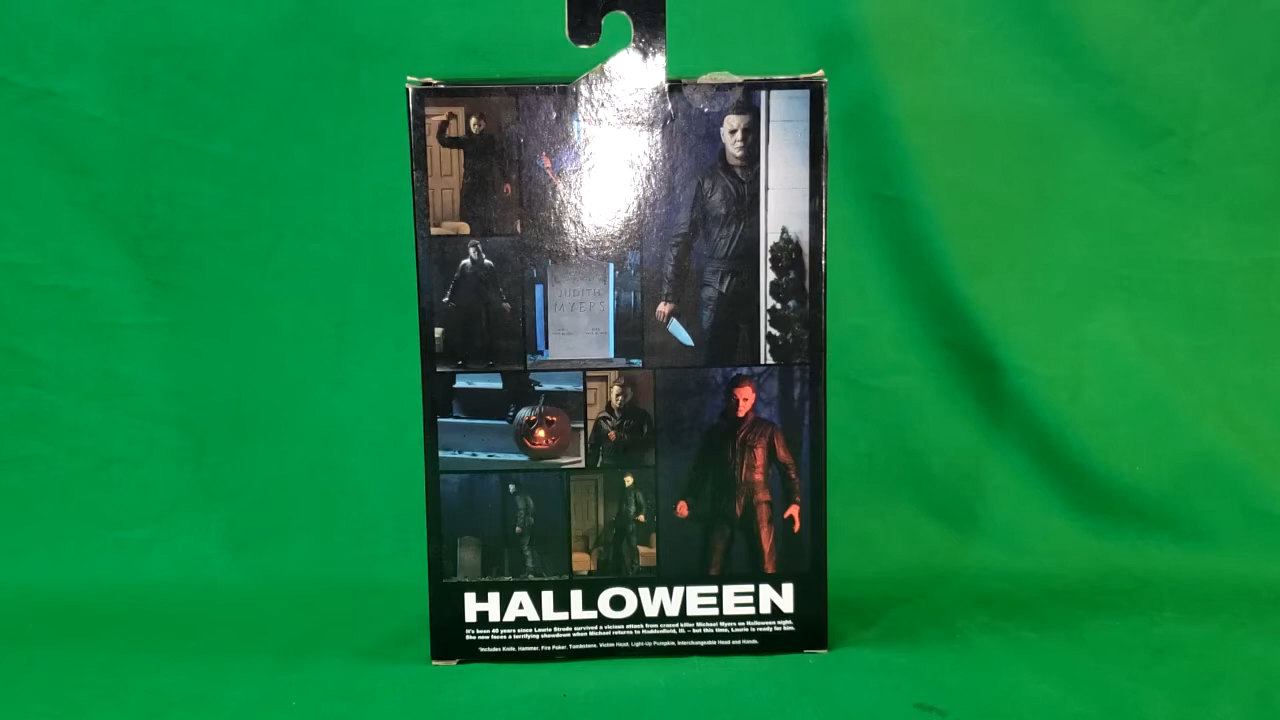 JUDITH
MYERS
HALLOWEEN
It's been 40 years since Laurie Strode survived a vicious attack from crazed killer Michael Myers on Halloween night.
She now faces a terrifying showdown when Michael returns to Haddonfield, Ill. – but this time, Laurie is ready for him.
*Includes Knife, Hammer, Fire Poker, Tombstone, Victim Head, Light-Up Pumpkin, Interchangeable Head and Hands.